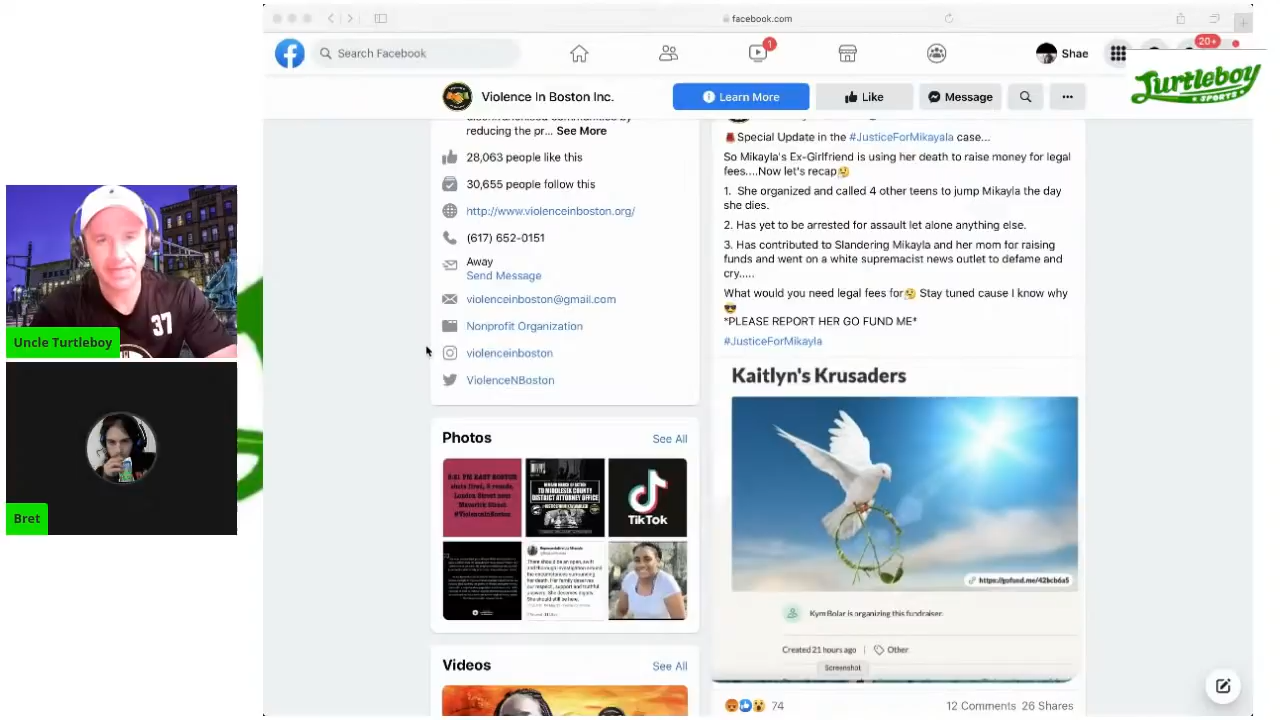 facebook.com
Search Facebook
1
Shae
20+
Turtleboy
SPORTS
Violence In Boston Inc.
Learn More
Like
Message
reducing the pr... See More
28,063 people like this
30,655 people follow this
http://www.violenceinboston.org/
(617) 652-0151
Away
Send Message
violenceinboston@gmail.com
Nonprofit Organization
violenceinboston
ViolenceNBoston
Photos
See All
TikTok
Videos
See All
Special Update in the #JusticeForMikayala case...
So Mikayla's Ex-Girlfriend is using her death to raise money for legal
fees....Now let's recap
1. She organized and called 4 other teens to jump Mikayla the day
she dies.
2. Has yet to be arrested for assault let alone anything else.
3. Has contributed to Slandering Mikayla and her mom for raising
funds and went on a white supremacist news outlet to defame and
cry.....
What would you need legal fees for Stay tuned cause I know why
*PLEASE REPORT HER GO FUND ME*
#JusticeForMikayla
Kaitlyn's Krusaders
https://gofund.me/42bcb6a5
Kym Bolar is organizing this fundraiser.
Created 21 hours ago
Other
Screenshot
74
12 Comments 26 Shares
37
Uncle Turtleboy
Bret